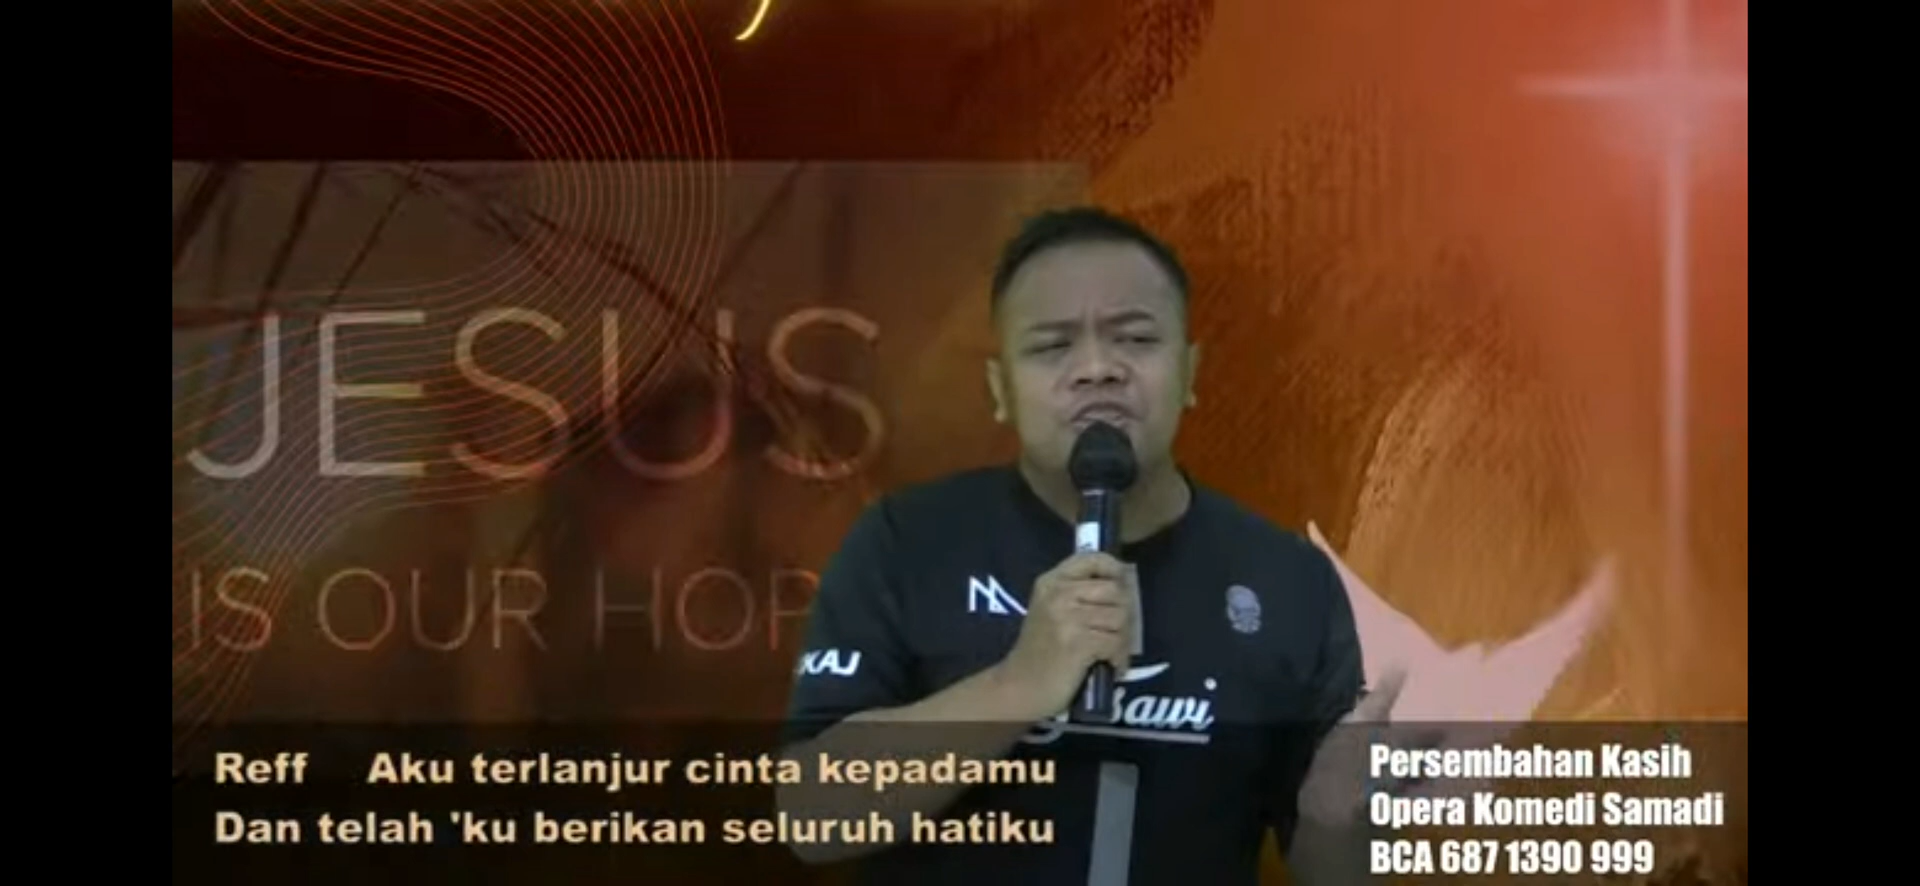 JESUS
IS OUR HOP
KAJ
Reff Aku terlanjur cinta kepadamu
Dan telah 'ku berikan seluruh hatiku
Persembahan Kasih
Opera Komedi Samadi
BCA 687 1390 999